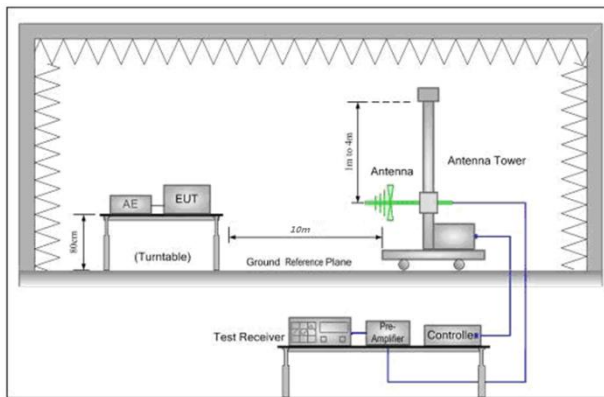 1m to 4m
Antenna
Antenna Tower
AE
EUT
80cm
(Turntable)
10m
Ground Reference Plane
Test Receiver
Pre-
Amplifier
Controller